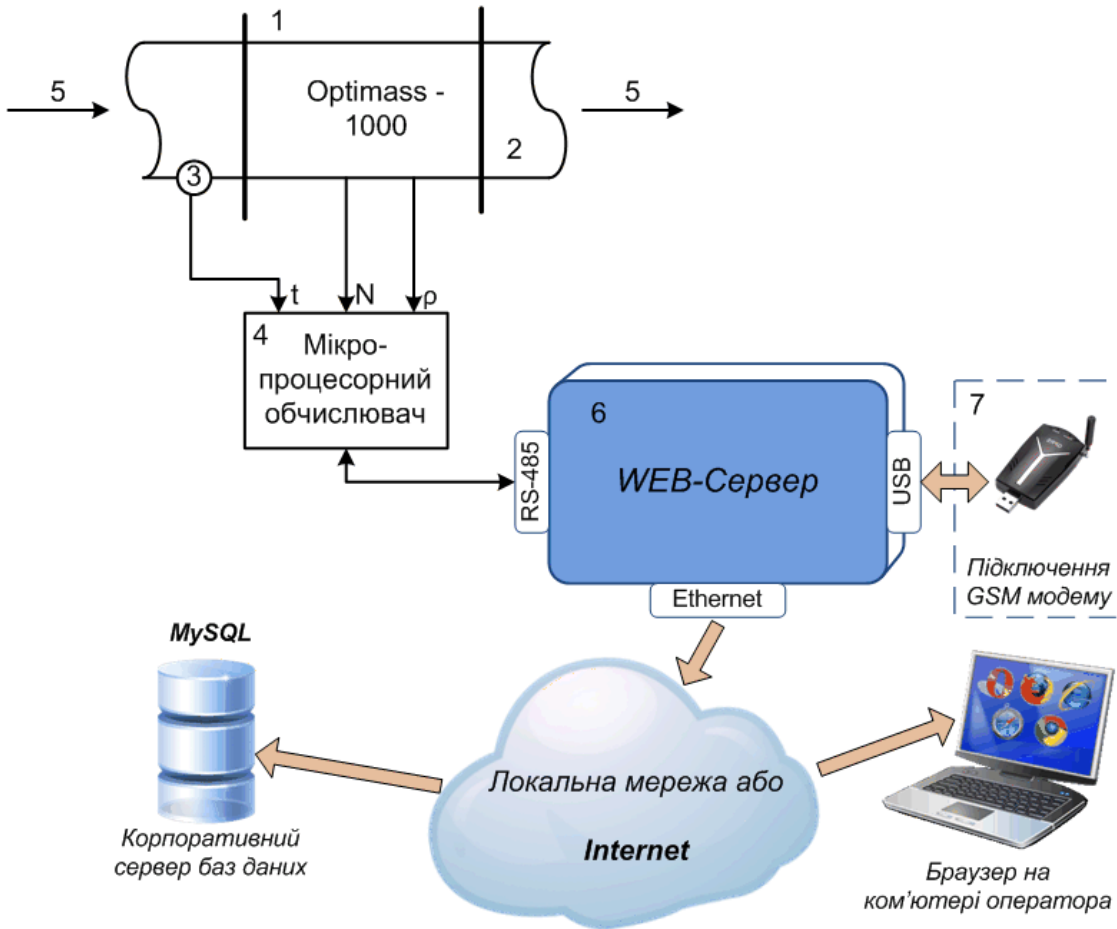 1
5
Optimass -
1000
5
2
3
t
N
ρ
4
Мікро-
процесорний
обчислювач
6
7
RS-485
WEB-Сервер
USB
Підключення
GSM модему
Ethernet
MySQL
Локальна мережа або
Internet
Корпоративний
сервер баз даних
Браузер на
ком’ютері оператора